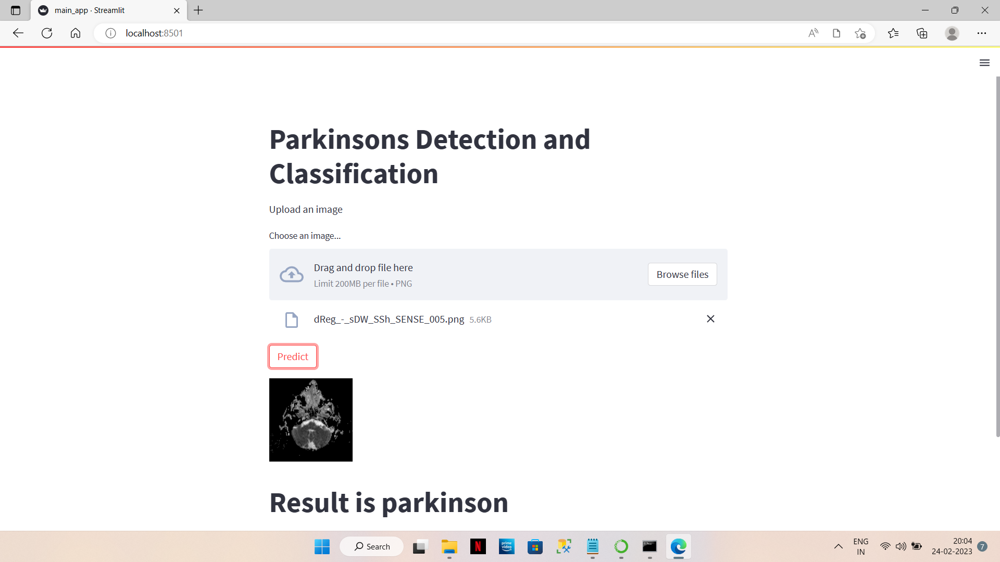 main_app · Streamlit
localhost:8501
Parkinsons Detection and
Classification
Upload an image
Choose an image...
Drag and drop file here
Limit 200MB per file • PNG
Browse files
dReg_-_sDW_SSh_SENSE_005.png 5.6KB
Predict
Result is parkinson
Search
N
prime video
ENG
IN
20:04
24-02-2023
7